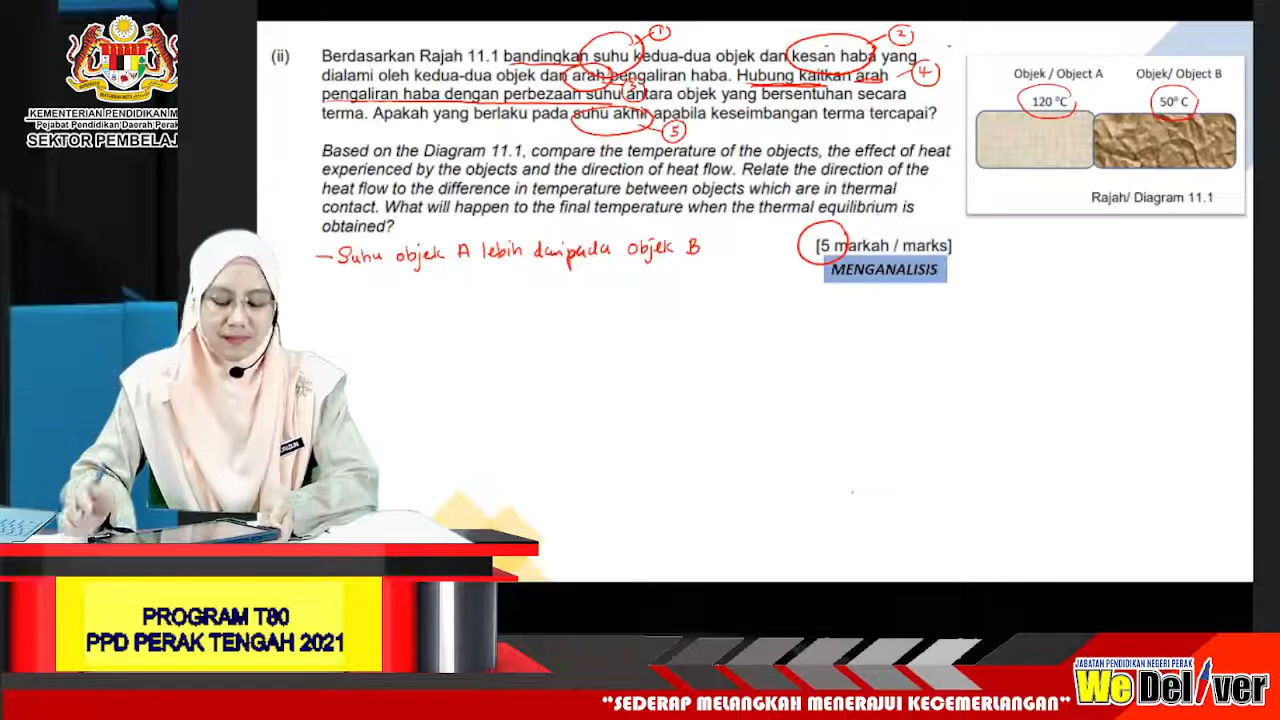 KEMENTERIAN PENDIDIKAN M
Pejabat Pendidikan Daerah Perak
SEKTOR PEMBELAJ
(ii) Berdasarkan Rajah 11.1 bandingkan suhu kedua-dua objek dan kesan haba yang
dialami oleh kedua-dua objek dan arah pengaliran haba. Hubung kaitkan arah
pengaliran haba dengan perbezaan suhu antara objek yang bersentuhan secara
terma. Apakah yang berlaku pada suhu akhir apabila keseimbangan terma tercapai?
1
2
3
4
5
Based on the Diagram 11.1, compare the temperature of the objects, the effect of heat
experienced by the objects and the direction of heat flow. Relate the direction of the
heat flow to the difference in temperature between objects which are in thermal
contact. What will happen to the final temperature when the thermal equilibrium is
obtained?
[5 markah / marks]
MENGANALISIS
– Suhu objek A lebih daripada objek B
Objek / Object A Objek/ Object B
120 ⁰C 50⁰ C
Rajah/ Diagram 11.1
PROGRAM T80
PPD PERAK TENGAH 2021
"SEDERAP MELANGKAH MENERAJUI KECEMERLANGAN"
JABATAN PENDIDIKAN NEGERI PERAK
We Deliver